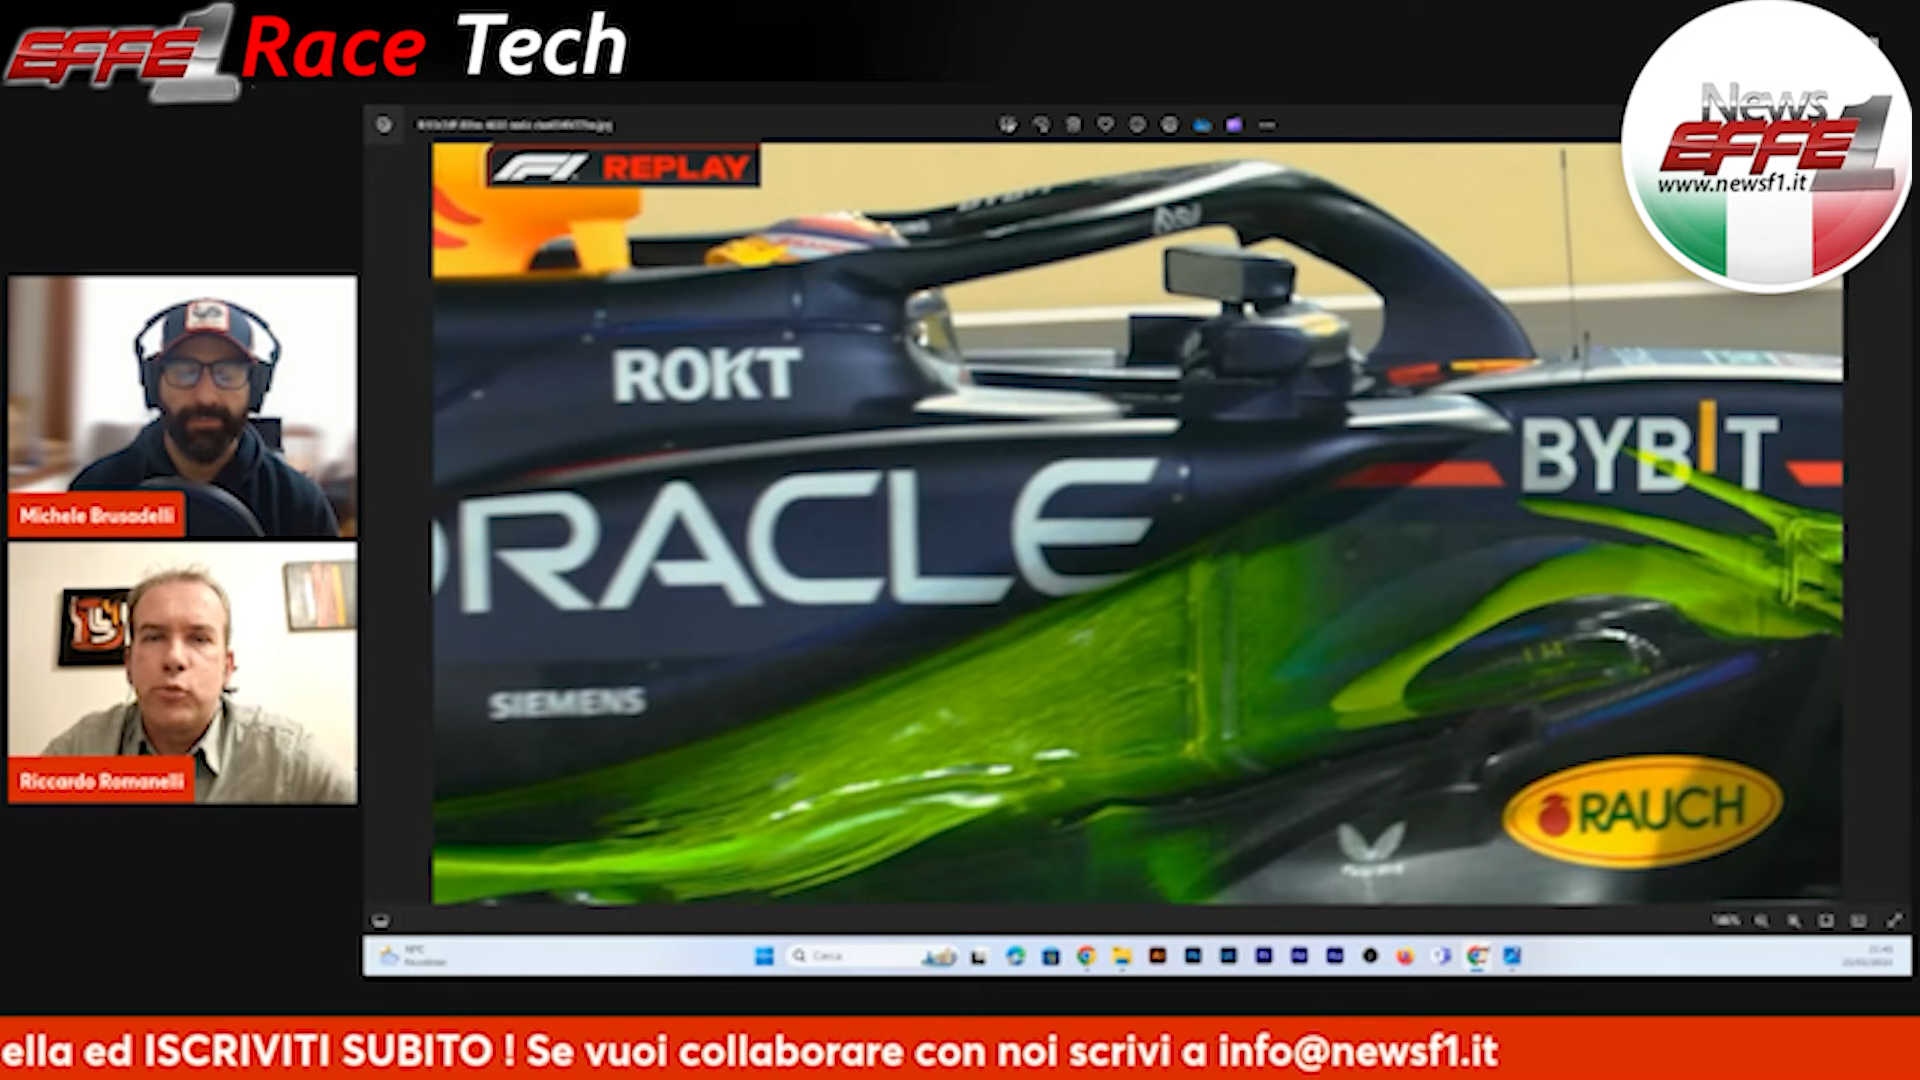 EFFE1 Race Tech
News
EFFE1
www.newsf1.it
F1 REPLAY
ROKT
BYBIT
ORACLE
SIEMENS
RAUCH
Michele Brusadelli
Riccardo Romanelli
Cerca
ella ed ISCRIVITI SUBITO ! Se vuoi collaborare con noi scrivi a info@newsf1.it